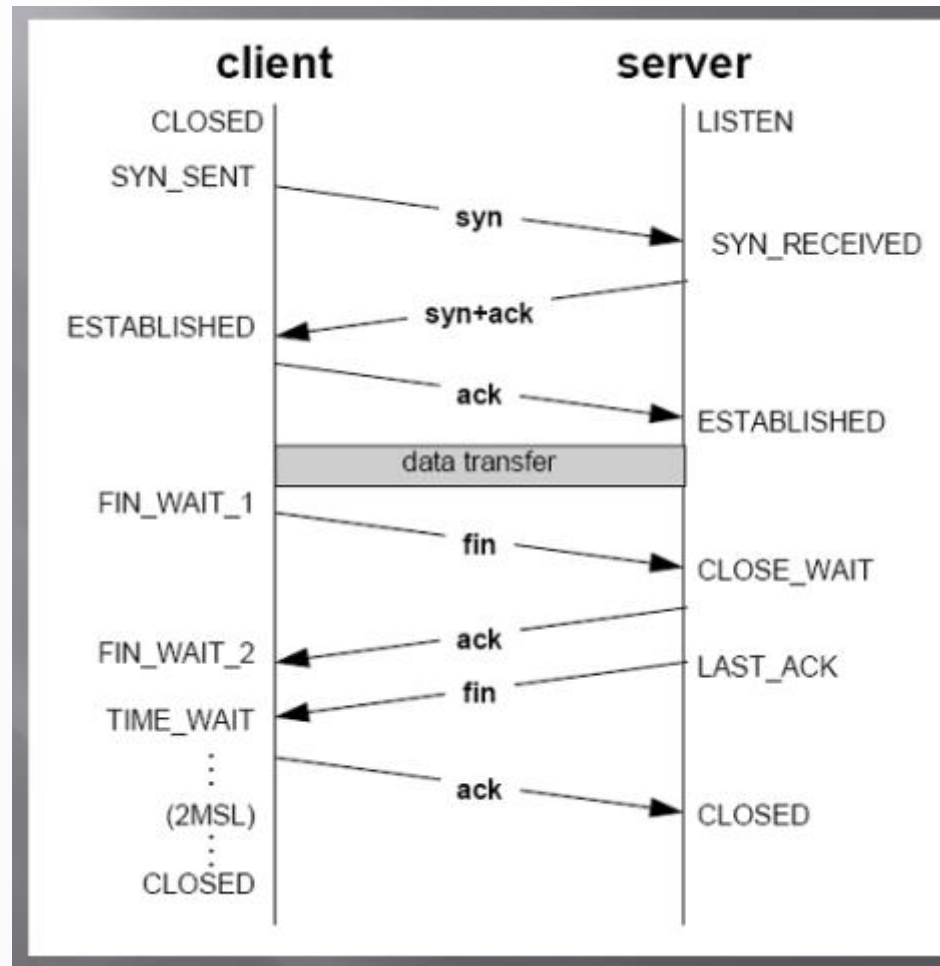 client server
CLOSED LISTEN
SYN_SENT
syn
SYN_RECEIVED
syn+ack
ESTABLISHED
ack
ESTABLISHED
data transfer
FIN_WAIT_1
fin
CLOSE_WAIT
ack
FIN_WAIT_2
LAST_ACK
fin
TIME_WAIT
ack
(2MSL) CLOSED
CLOSED